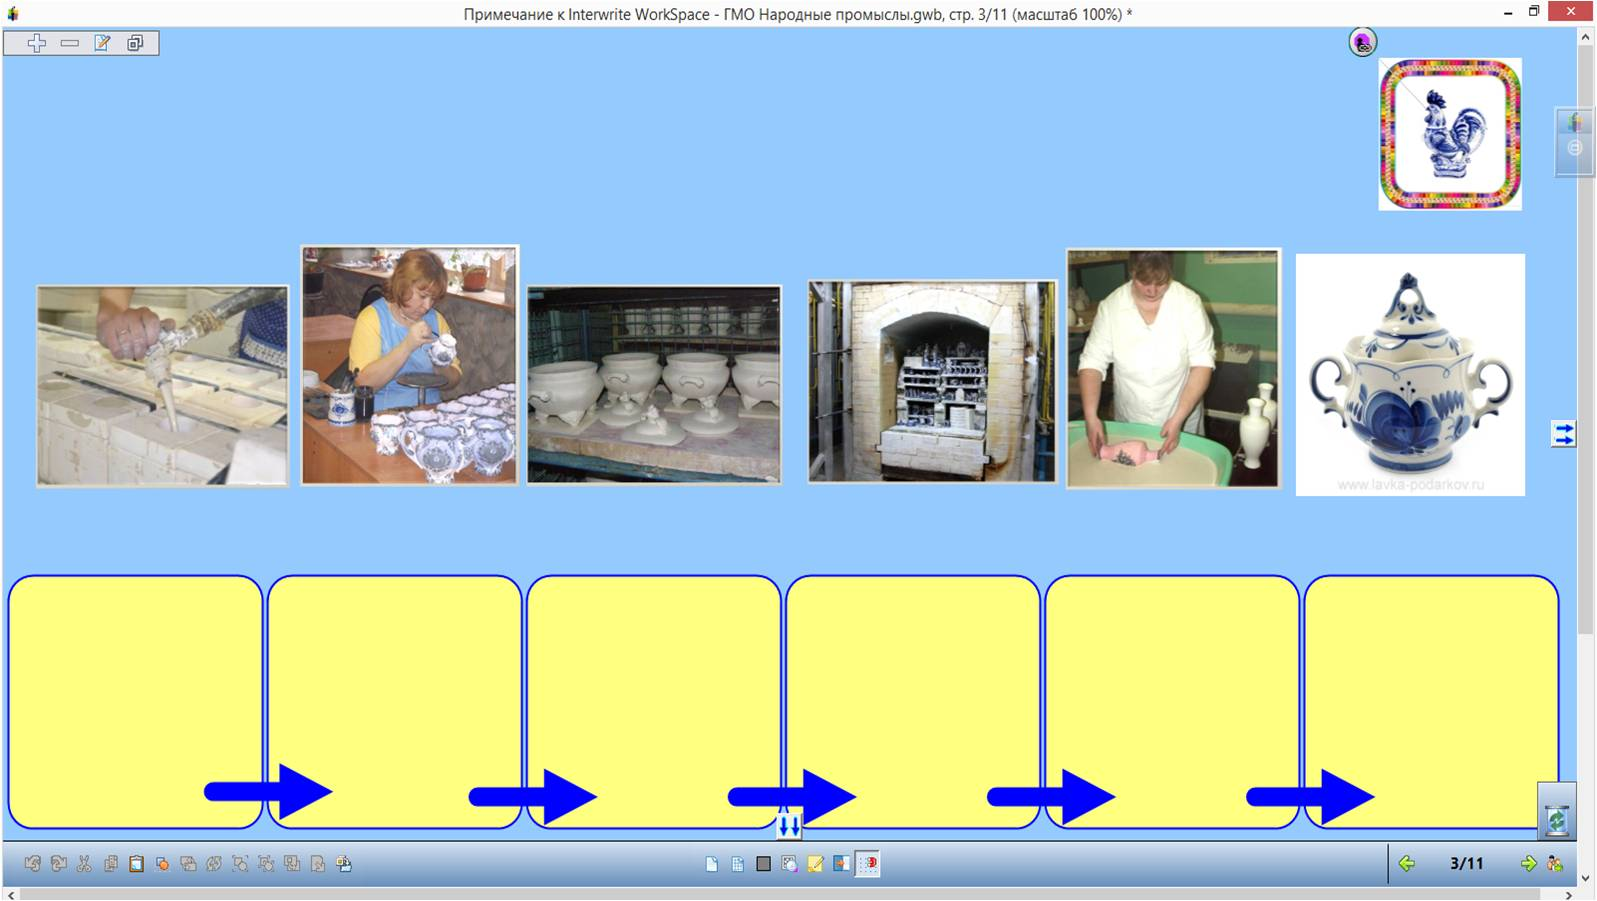 Примечание к Interwrite WorkSpace - ГМО Народные промыслы.gwb, стр. 3/11 (масштаб 100%) *
www.lavka-podarkov.ru
3/11